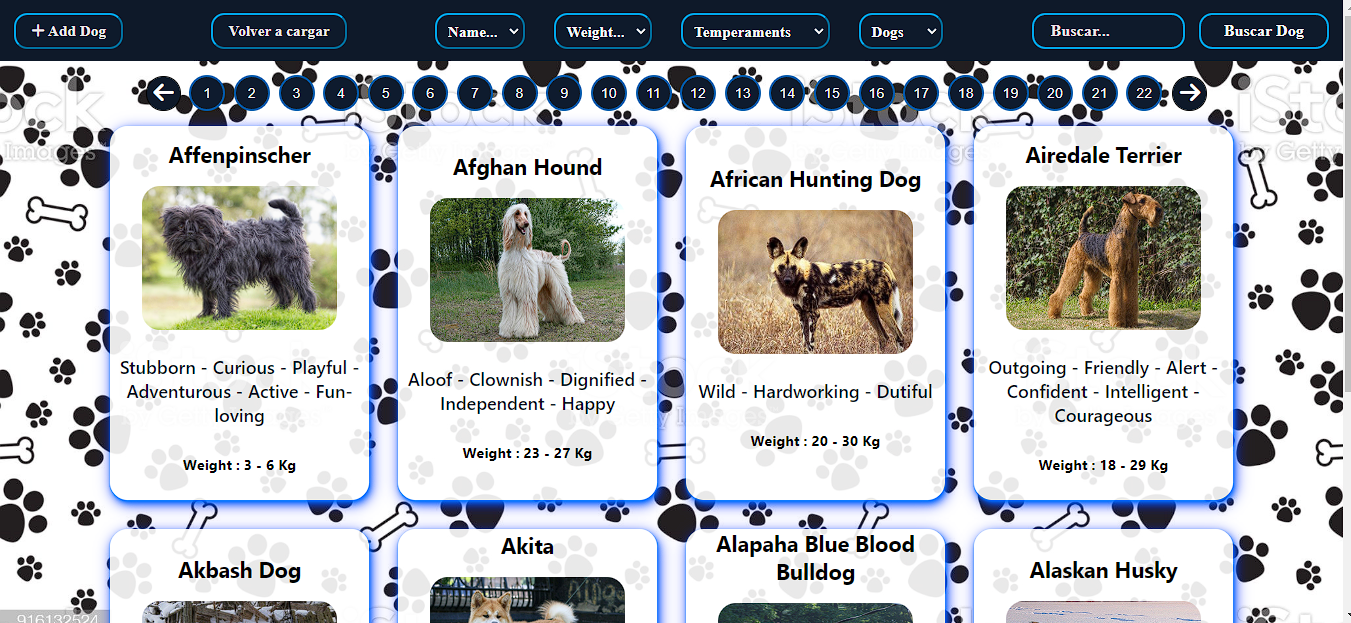 + Add Dog
Volver a cargar
Name...
Weight...
Temperaments
Dogs
Buscar...
Buscar Dog
1 2 3 4 5 6 7 8 9 10 11 12 13 14 15 16 17 18 19 20 21 22
Affenpinscher
Stubborn - Curious - Playful -
Adventurous - Active - Fun-
loving
Weight : 3 - 6 Kg
Afghan Hound
Aloof - Clownish - Dignified -
Independent - Happy
Weight : 23 - 27 Kg
African Hunting Dog
Wild - Hardworking - Dutiful
Weight : 20 - 30 Kg
Airedale Terrier
Outgoing - Friendly - Alert -
Confident - Intelligent -
Courageous
Weight : 18 - 29 Kg
Akbash Dog
Akita
Alapaha Blue Blood
Bulldog
Alaskan Husky
916132524